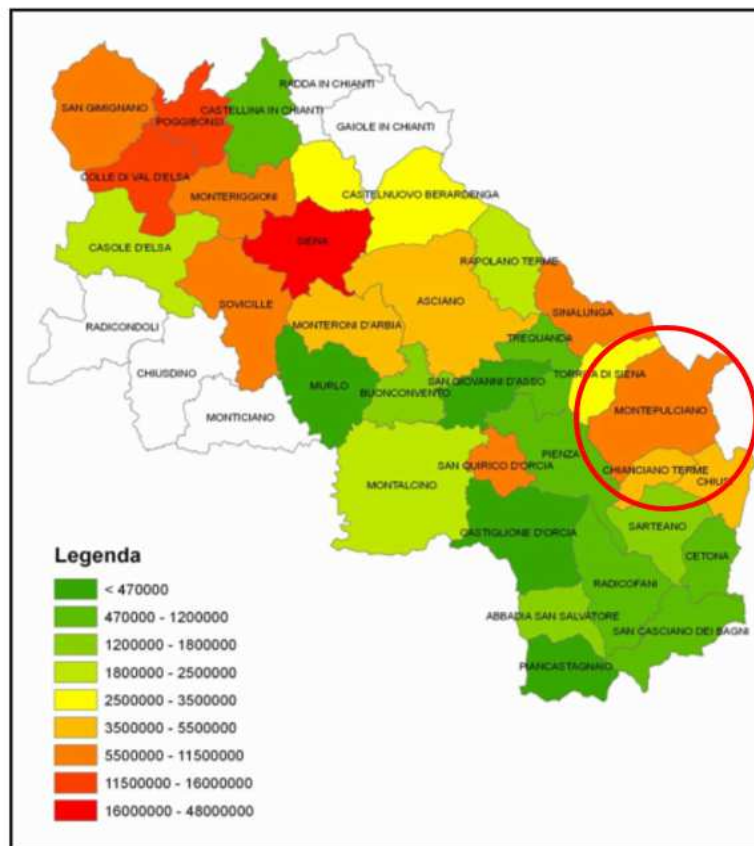 RADDA IN CHIANTI
SAN GIMIGNANO
CASTELLINA IN CHIANTI
POGGIBONSI
GAIOLE IN CHIANTI
COLLE DI VAL D'ELSA
MONTERIGGIONI
CASTELNUOVO BERARDENGA
SIENA
CASOLE D'ELSA
RAPOLANO TERME
ASCIANO
SOVICILLE
SINALUNGA
RADICONDOLI
MONTERONI D'ARBIA
TREQUANDA
CHIUSDINO
TORRITA DI SIENA
MURLO
SAN GIOVANNI D'ASSO
BUONCONVENTO
MONTEPULCIANO
MONTICIANO
PIENZA
SAN QUIRICO D'ORCIA
CHIANCIANO TERME
CHIUSI
MONTALCINO
SARTEANO
CASTIGLIONE D'ORCIA
CETONA
RADICOFANI
ABBADIA SAN SALVATORE
SAN CASCIANO DEI BAGNI
PIANCASTAGNAIO
Legenda
< 470000
470000 - 1200000
1200000 - 1800000
1800000 - 2500000
2500000 - 3500000
3500000 - 5500000
5500000 - 11500000
11500000 - 16000000
16000000 - 48000000